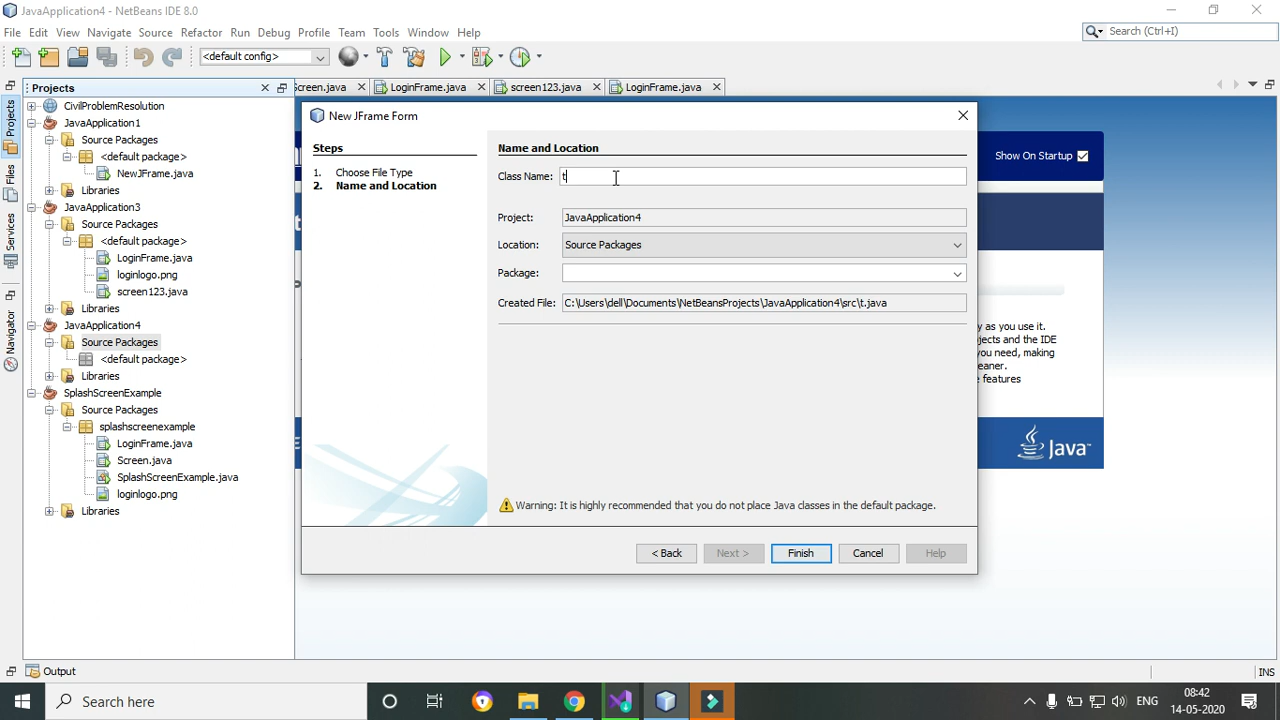 JavaApplication4 - NetBeans IDE 8.0
File Edit View Navigate Source Refactor Run Debug Profile Team Tools Window Help
Search (Ctrl+I)
<default config>
Projects
Screen.java LoginFrame.java screen123.java LoginFrame.java
Projects
Files
Services
Navigator
CivilProblemResolution
JavaApplication1
Source Packages
<default package>
NewJFrame.java
Libraries
JavaApplication3
Source Packages
<default package>
LoginFrame.java
loginlogo.png
screen123.java
Libraries
JavaApplication4
Source Packages
<default package>
Libraries
SplashScreenExample
Source Packages
splashscreenexample
LoginFrame.java
Screen.java
SplashScreenExample.java
loginlogo.png
Libraries
New JFrame Form
Steps
1. Choose File Type
2. Name and Location
Name and Location
Class Name: t
Project: JavaApplication4
Location: Source Packages
Package:
Created File: C:\Users\dell\Documents\NetBeansProjects\JavaApplication4\src\t.java
Warning: It is highly recommended that you do not place Java classes in the default package.
< Back Next > Finish Cancel Help
Show On Startup
y as you use it.
jects and the IDE
you need, making
eaner.
e features
Java
Output
INS
Search here
ENG
08:42
14-05-2020